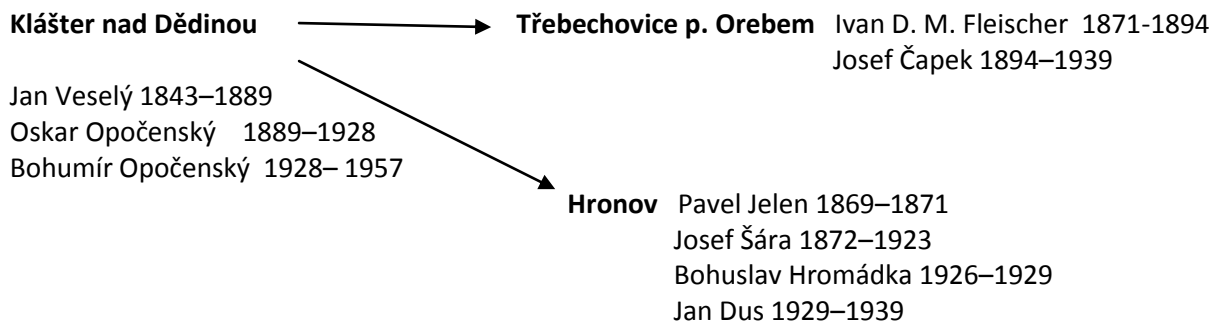 Klášter nad Dědinou Třebechovice p. Orebem Ivan D. M. Fleischer 1871-1894
Josef Čapek 1894–1939
Jan Veselý 1843–1889
Oskar Opočenský 1889–1928
Bohumír Opočenský 1928– 1957
Hronov Pavel Jelen 1869–1871
Josef Šára 1872–1923
Bohuslav Hromádka 1926–1929
Jan Dus 1929–1939